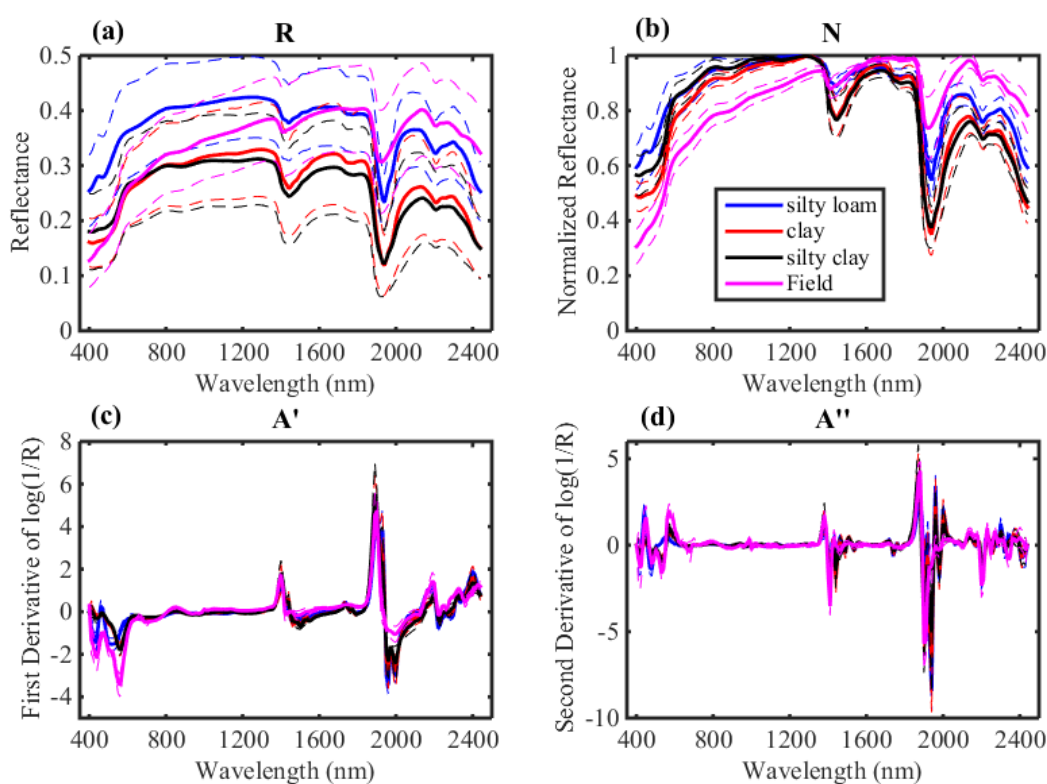 (a) R
Reflectance
0.5
0.4
0.3
0.2
0.1
0
400 800 1200 1600 2000 2400
Wavelength (nm)
(b) N
Normalized Reflectance
1
0.8
0.6
0.4
0.2
0
silty loam
clay
silty clay
Field
400 800 1200 1600 2000 2400
Wavelength (nm)
(c) A'
First Derivative of log(1/R)
8
6
4
2
0
-2
-4
400 800 1200 1600 2000 2400
Wavelength (nm)
(d) A''
Second Derivative of log(1/R)
5
0
-5
-10
400 800 1200 1600 2000 2400
Wavelength (nm)